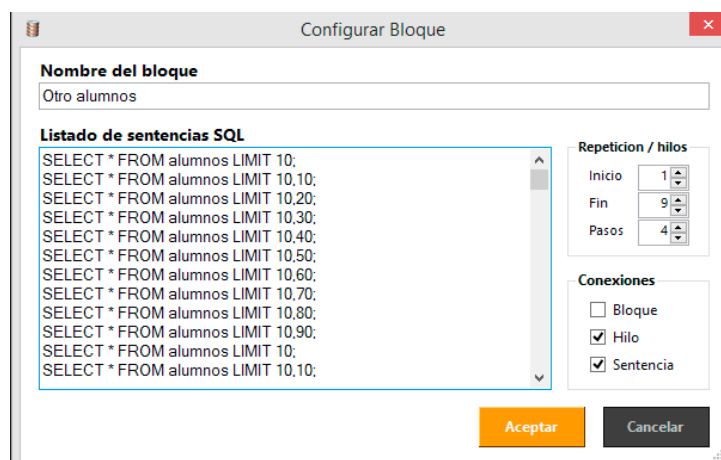 Configurar Bloque
Nombre del bloque
Otro alumnos
Listado de sentencias SQL
SELECT * FROM alumnos LIMIT 10;
SELECT * FROM alumnos LIMIT 10,10;
SELECT * FROM alumnos LIMIT 10,20;
SELECT * FROM alumnos LIMIT 10,30;
SELECT * FROM alumnos LIMIT 10,40;
SELECT * FROM alumnos LIMIT 10,50;
SELECT * FROM alumnos LIMIT 10,60;
SELECT * FROM alumnos LIMIT 10,70;
SELECT * FROM alumnos LIMIT 10,80;
SELECT * FROM alumnos LIMIT 10,90;
SELECT * FROM alumnos LIMIT 10;
SELECT * FROM alumnos LIMIT 10,10;
Repeticion / hilos
Inicio 1
Fin 9
Pasos 4
Conexiones
Bloque
Hilo
Sentencia
Aceptar
Cancelar